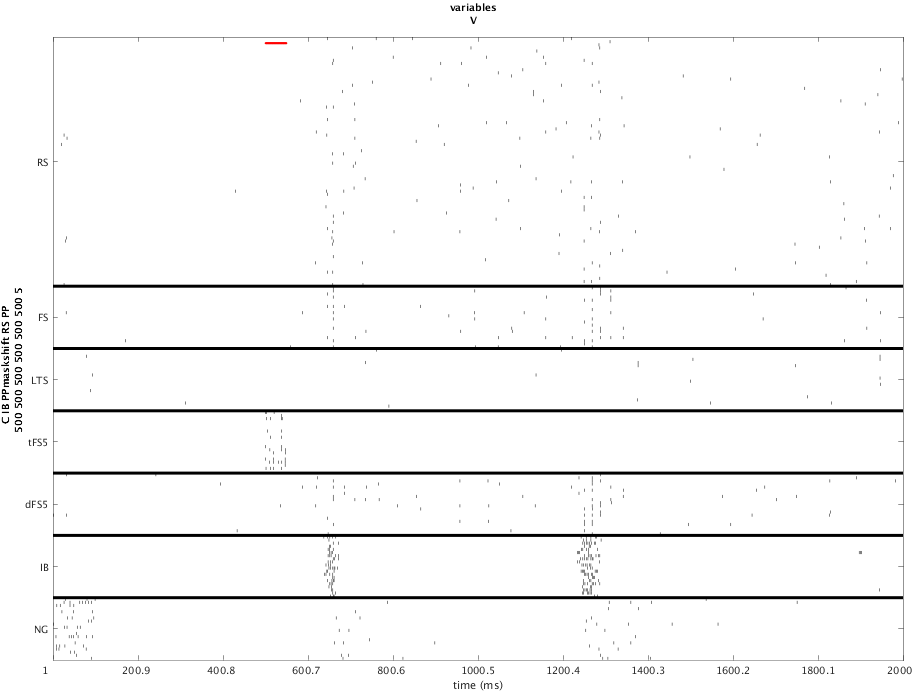 variables
V
RS
FS
LTS
tFS5
dFS5
IB
NG
C IB PPmaskshift RS PP
500 500 500 500 500 500 5
1
200.9
400.8
600.7
800.6
1000.5
1200.4
1400.3
1600.2
1800.1
2000
time (ms)